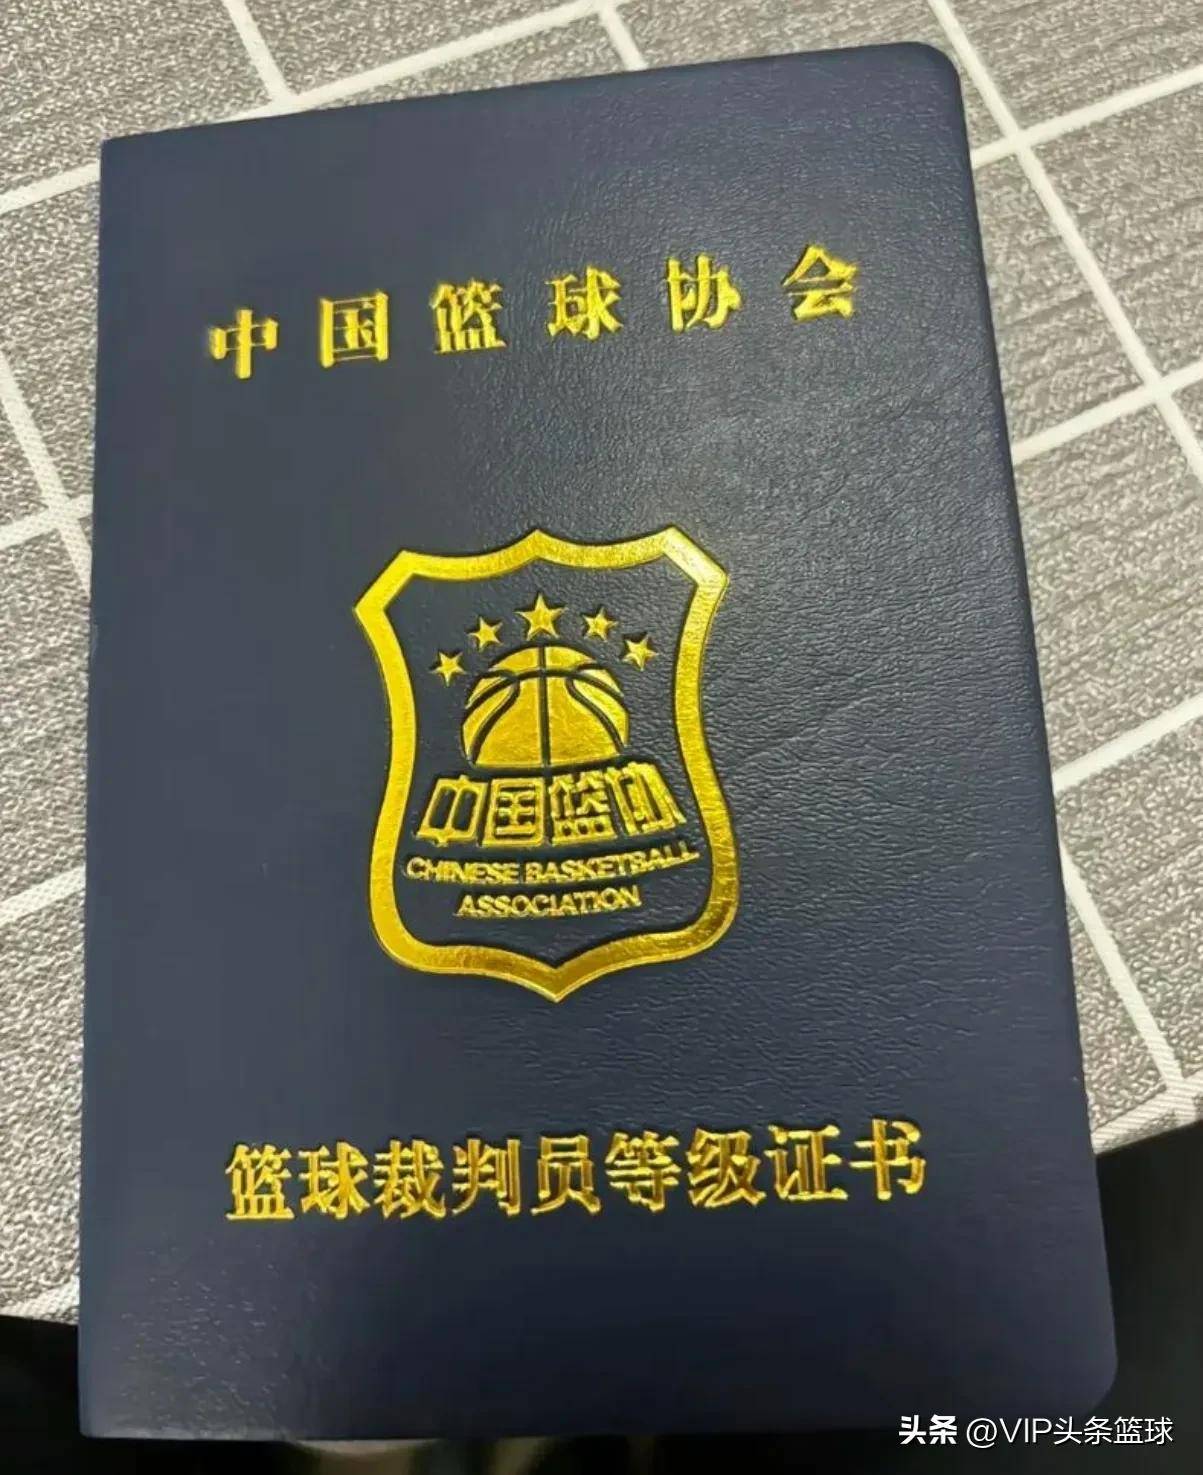 中国篮球协会
中国篮协
CHINESE BASKETBALL
ASSOCIATION
篮球裁判员等级证书
头条 @VIP头条篮球